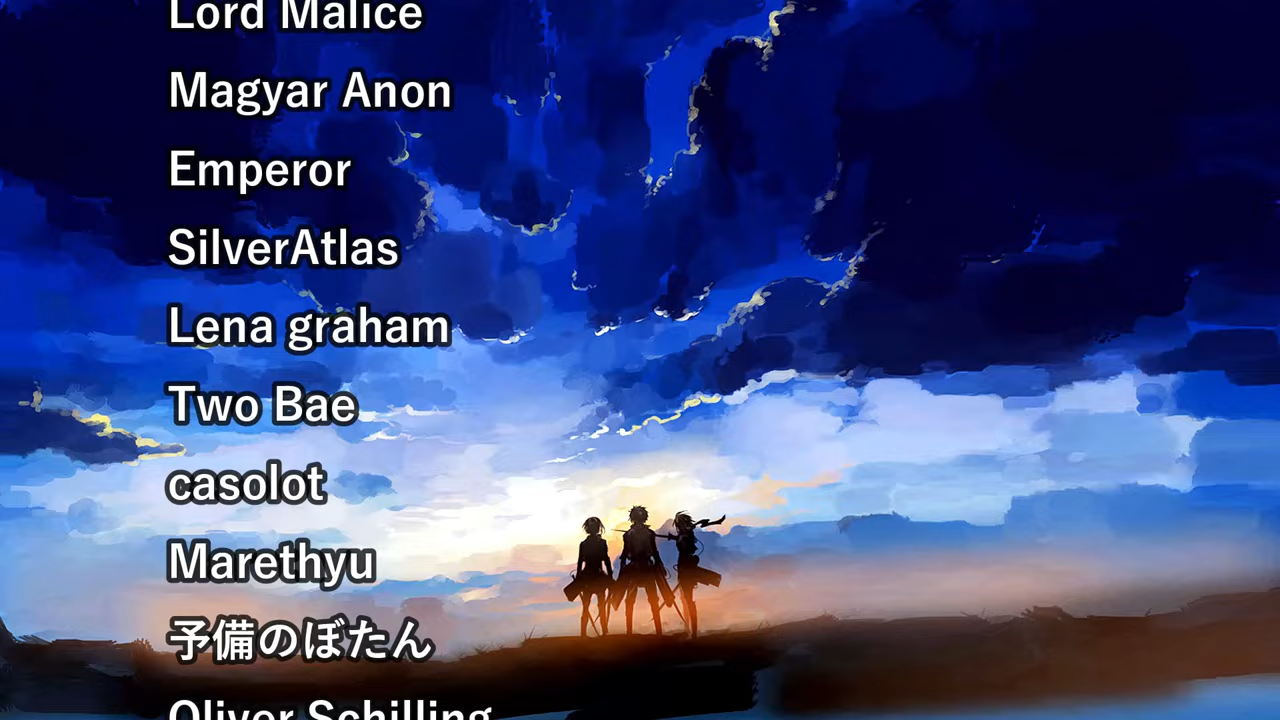 Lord Malice
Magyar Anon
Emperor
SilverAtlas
Lena graham
Two Bae
casolot
Marethyu
予備のぼたん
Oliver Schilling